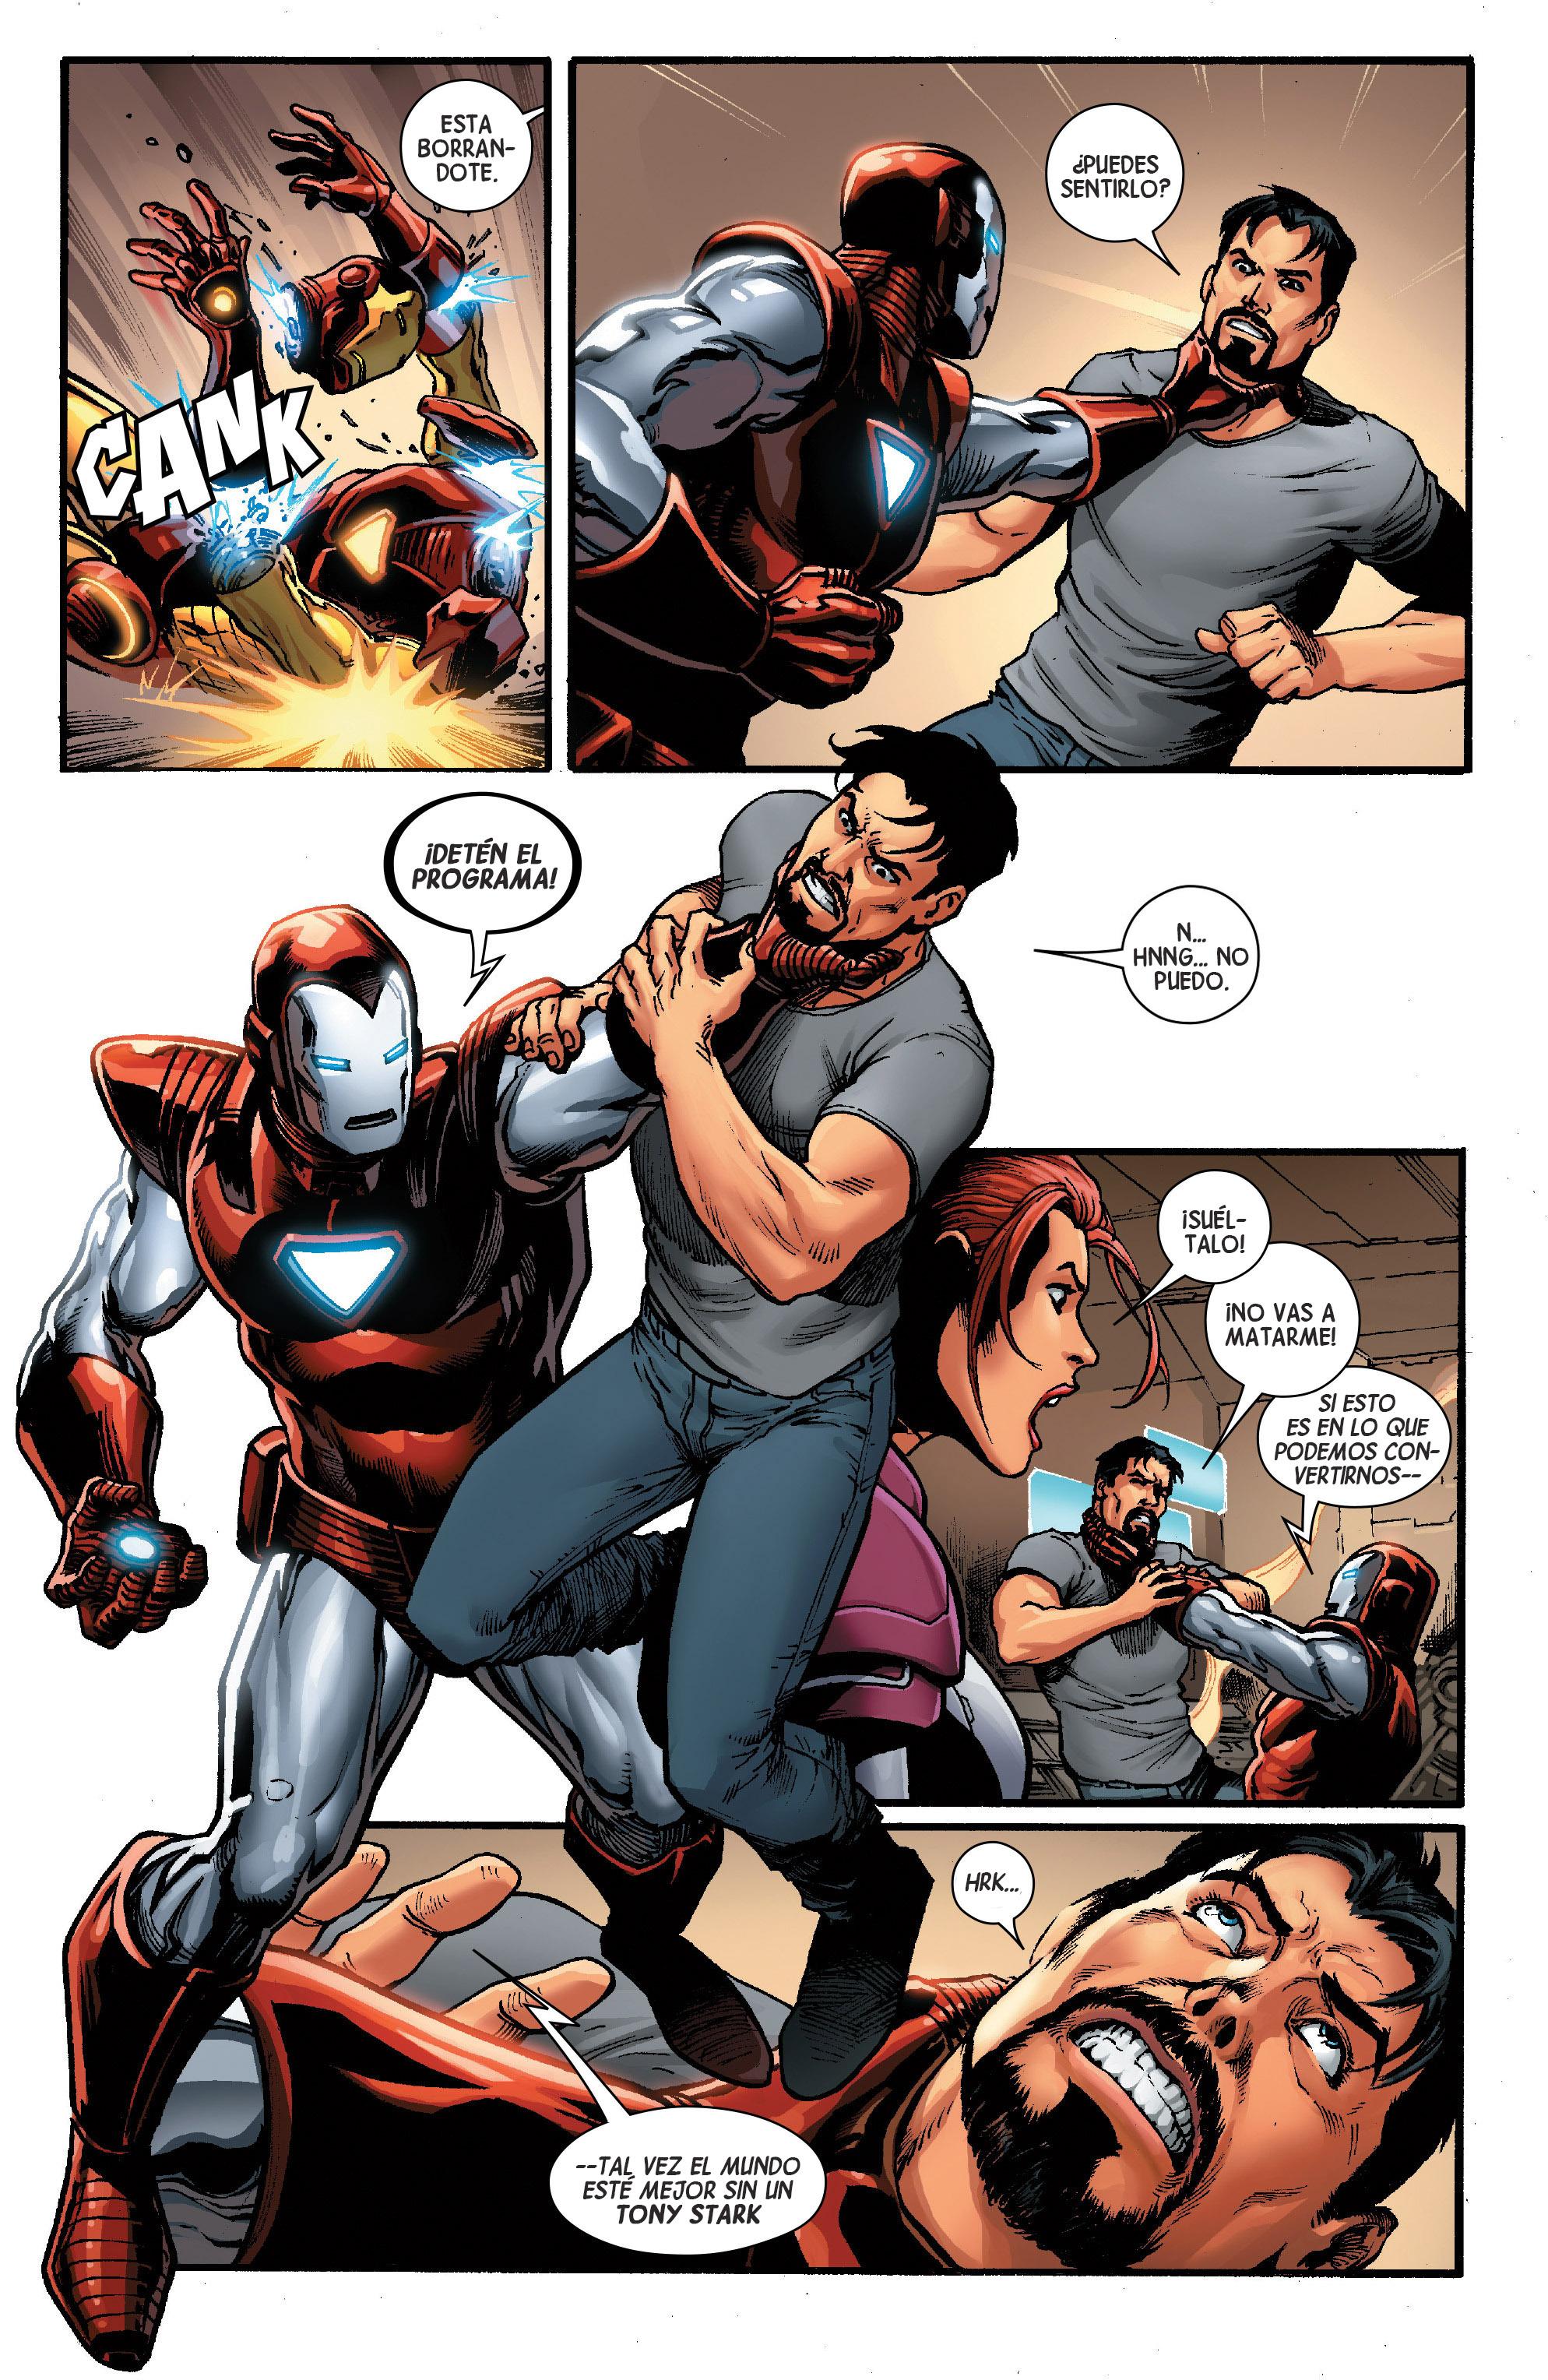 ESTA
BORRAN-
DOTE.
CANK
¿PUEDES
SENTIRLO?
¡DETÉN EL
PROGRAMA!
N...
HNNG... NO
PUEDO.
¡SUÉL-
TALO!
¡NO VAS A
MATARME!
SI ESTO
ES EN LO QUE
PODEMOS CON-
VERTIRNOS--
HRK...
--TAL VEZ EL MUNDO
ESTÉ MEJOR SIN UN
TONY STARK